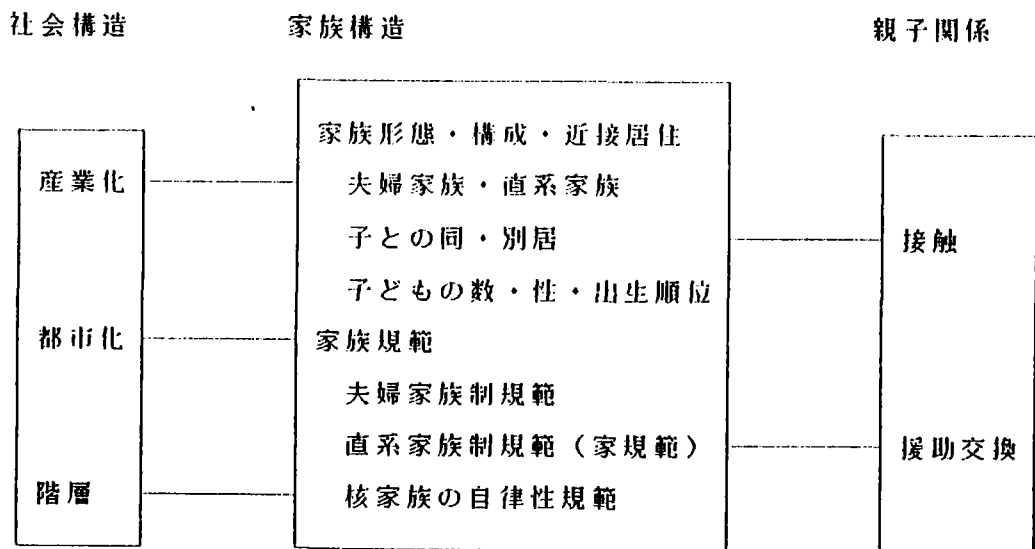 社会構造
家族構造
親子関係
産業化
都市化
階層
家族形態・構成・近接居住
夫婦家族・直系家族
子との同・別居
子どもの数・性・出生順位
家族規範
夫婦家族制規範
直系家族制規範(家規範)
核家族の自律性規範
接触
援助交換